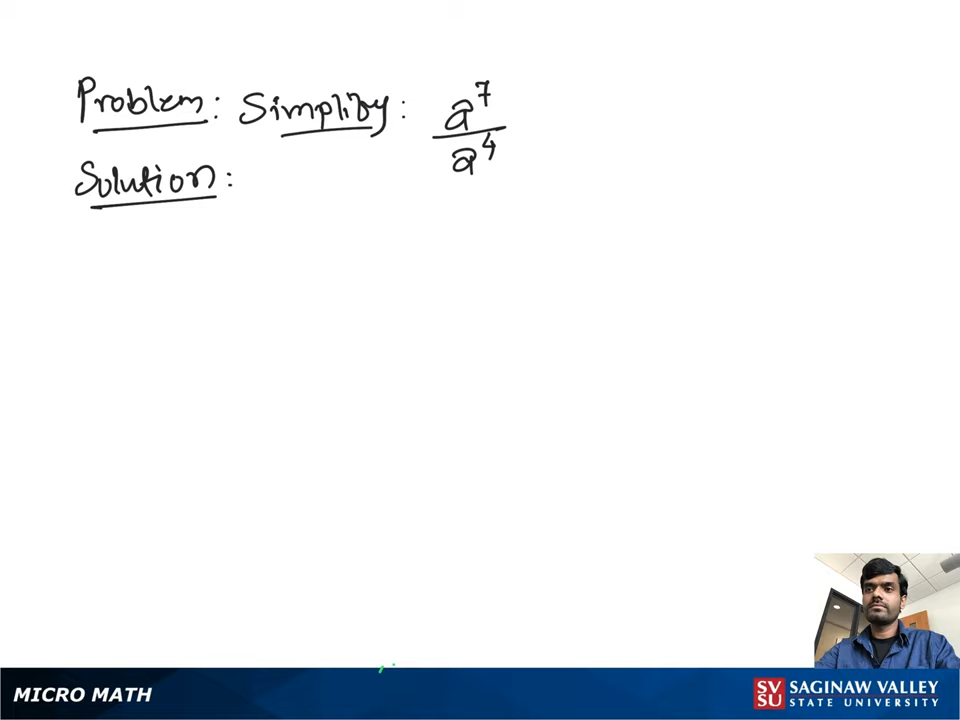 Problem: Simplify: a^7/a^4
Solution:
MICRO MATH
SVSU SAGINAW VALLEY
STATE UNIVERSITY